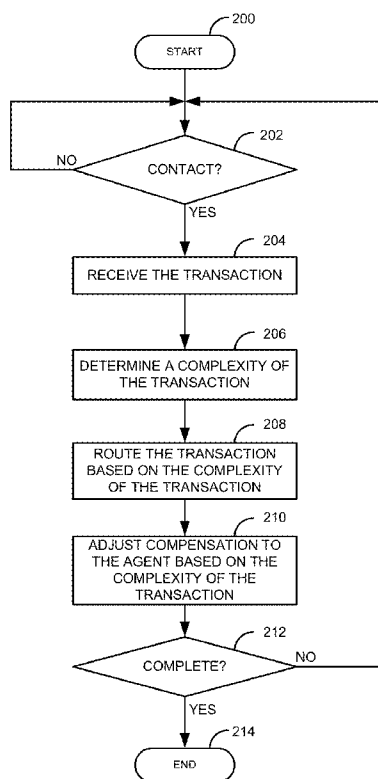 200
START
202
CONTACT?
NO
YES
204
RECEIVE THE TRANSACTION
206
DETERMINE A COMPLEXITY OF
THE TRANSACTION
208
ROUTE THE TRANSACTION
BASED ON THE COMPLEXITY
OF THE TRANSACTION
210
ADJUST COMPENSATION TO
THE AGENT BASED ON THE
COMPLEXITY OF THE
TRANSACTION
212
COMPLETE?
NO
YES
214
END